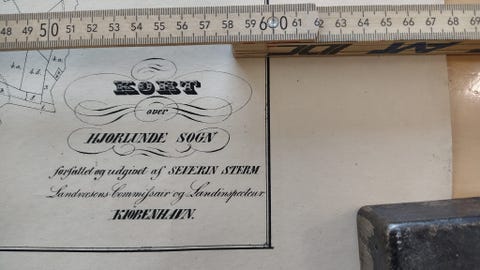 48 49 50 51 52 53 54 55 56 57 58 59 60 61 62 63 64 65 66 67 68 69
KORT
over
HJORLUNDE SOGN
forfattet og udgivet af SEVERIN STERM
Landvæsens-Commissair og Landinspecteur
KIØBENHAVN.